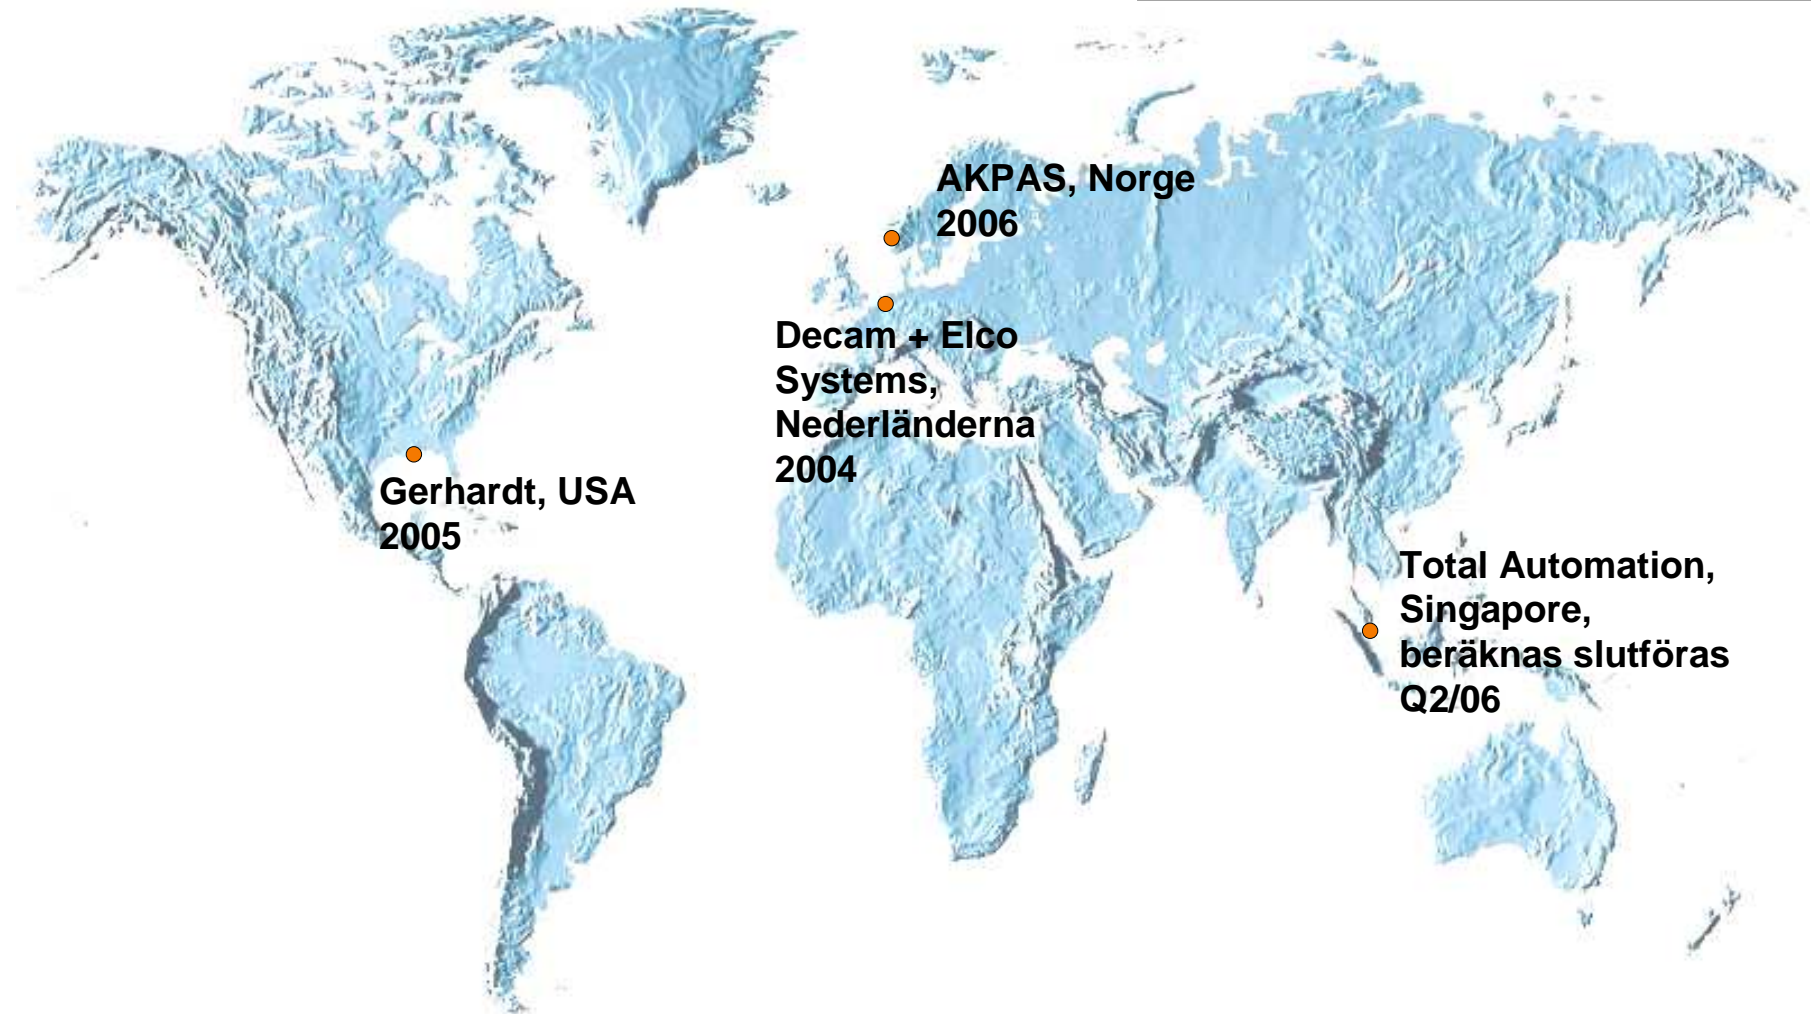 AKPAS, Norge
2006
Decam + Elco
Systems,
Nederländerna
2004
Gerhardt, USA
2005
Total Automation,
Singapore,
beräknas slutföras
Q2/06